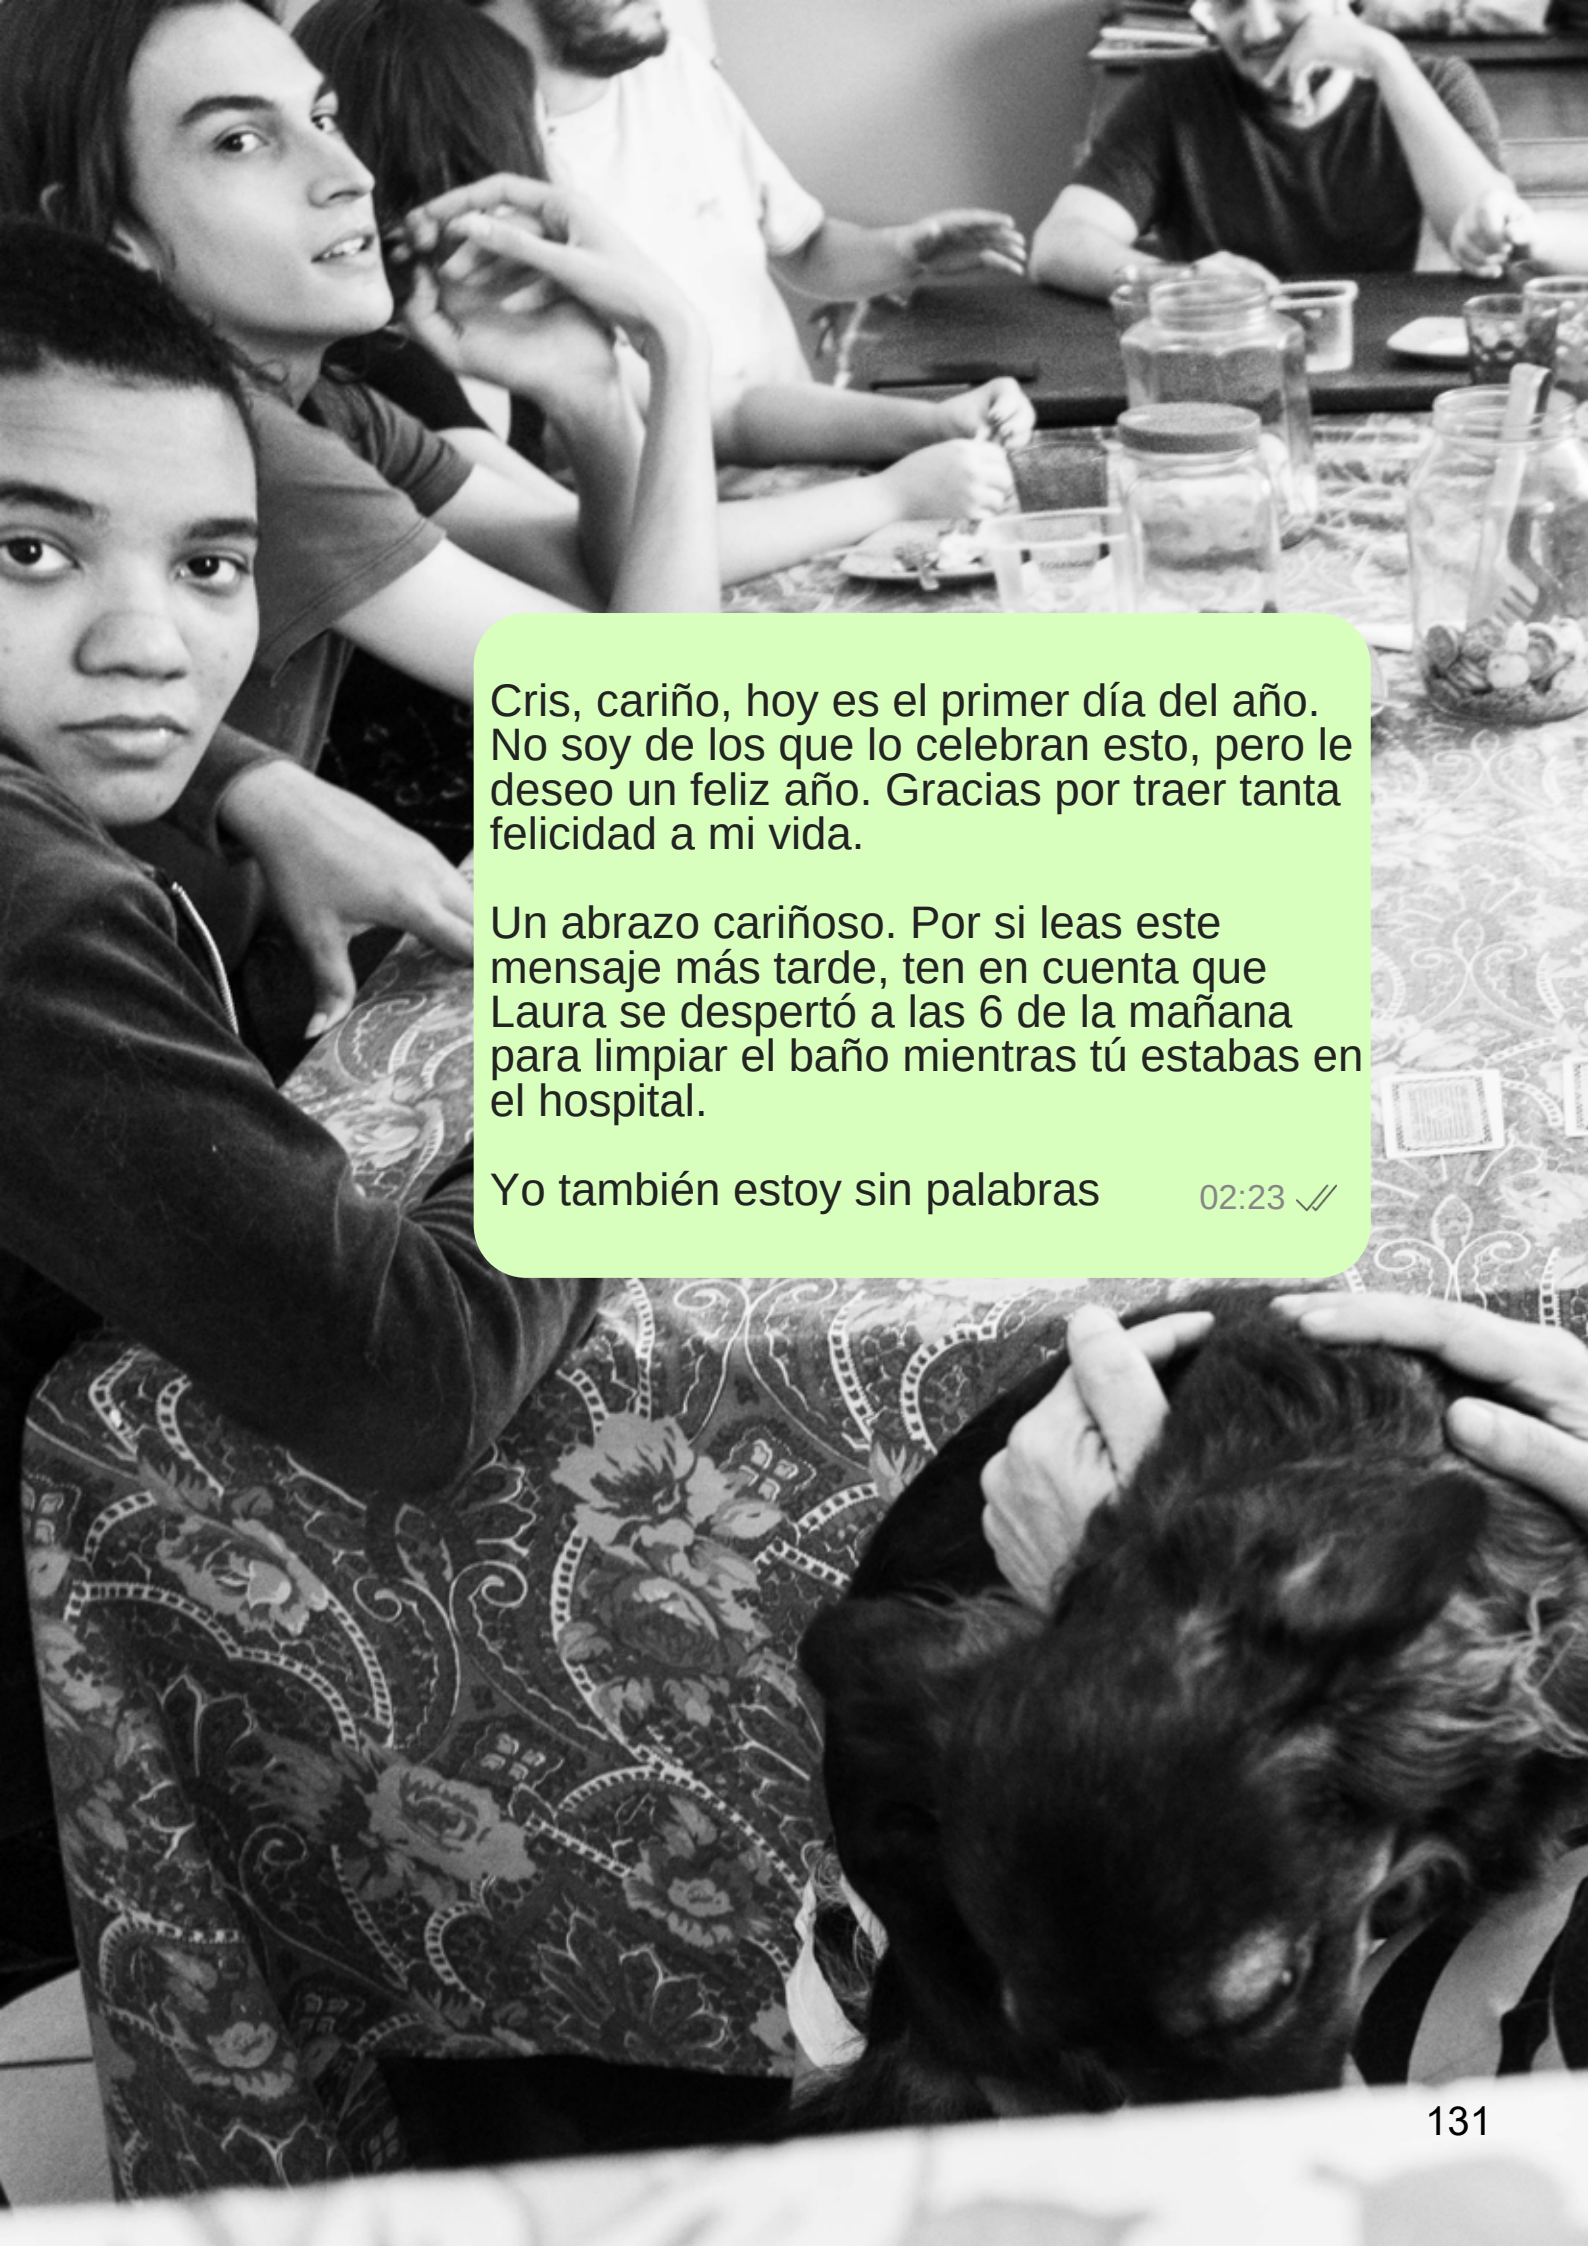 Cris, cariño, hoy es el primer día del año.
No soy de los que lo celebran esto, pero le
deseo un feliz año. Gracias por traer tanta
felicidad a mi vida.
Un abrazo cariñoso. Por si leas este
mensaje más tarde, ten en cuenta que
Laura se despertó a las 6 de la mañana
para limpiar el baño mientras tú estabas en
el hospital.
Yo también estoy sin palabras
02:23
131